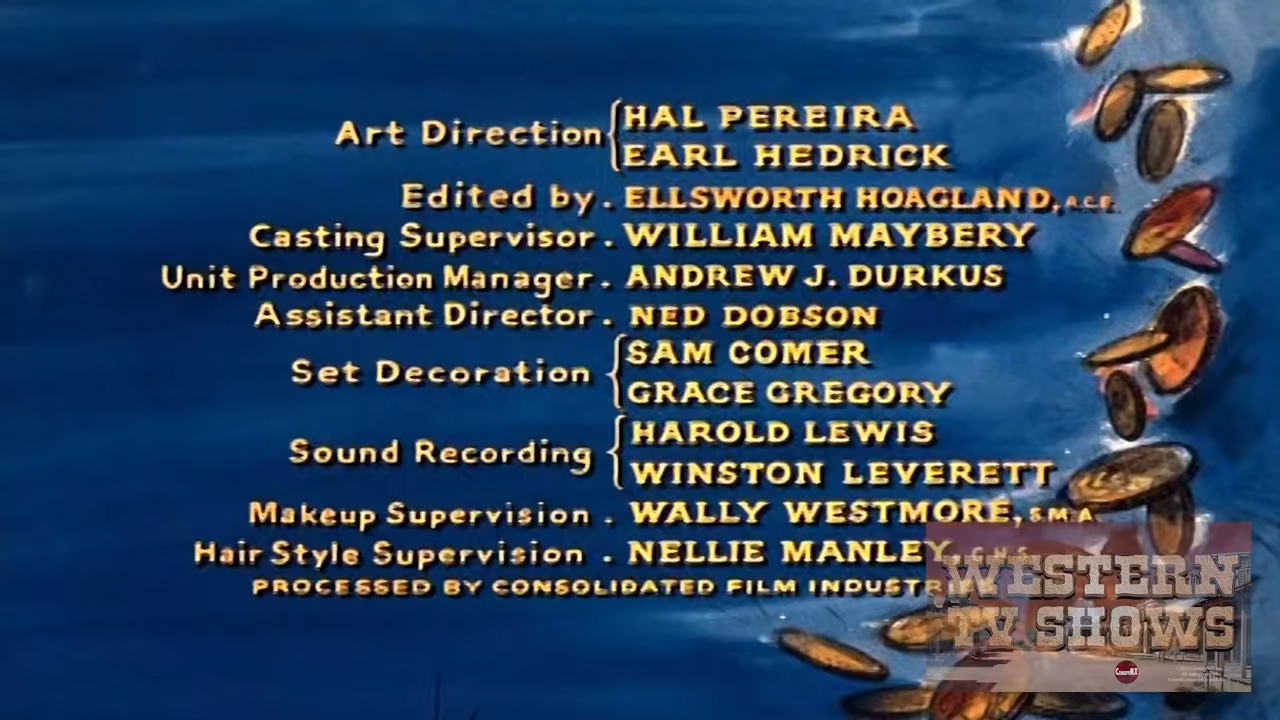 Art Direction { HAL PEREIRA
EARL HEDRICK
Edited by. ELLSWORTH HOAGLAND, A.C.E.
Casting Supervisor. WILLIAM MAYBERY
Unit Production Manager. ANDREW J. DURKUS
Assistant Director. NED DOBSON
Set Decoration { SAM COMER
GRACE GREGORY
Sound Recording { HAROLD LEWIS
WINSTON LEVERETT
Makeup Supervision. WALLY WESTMORE, S.M.A.
Hair Style Supervision. NELLIE MANLEY,
PROCESSED BY CONSOLIDATED FILM
WESTERN
TV SHOWS